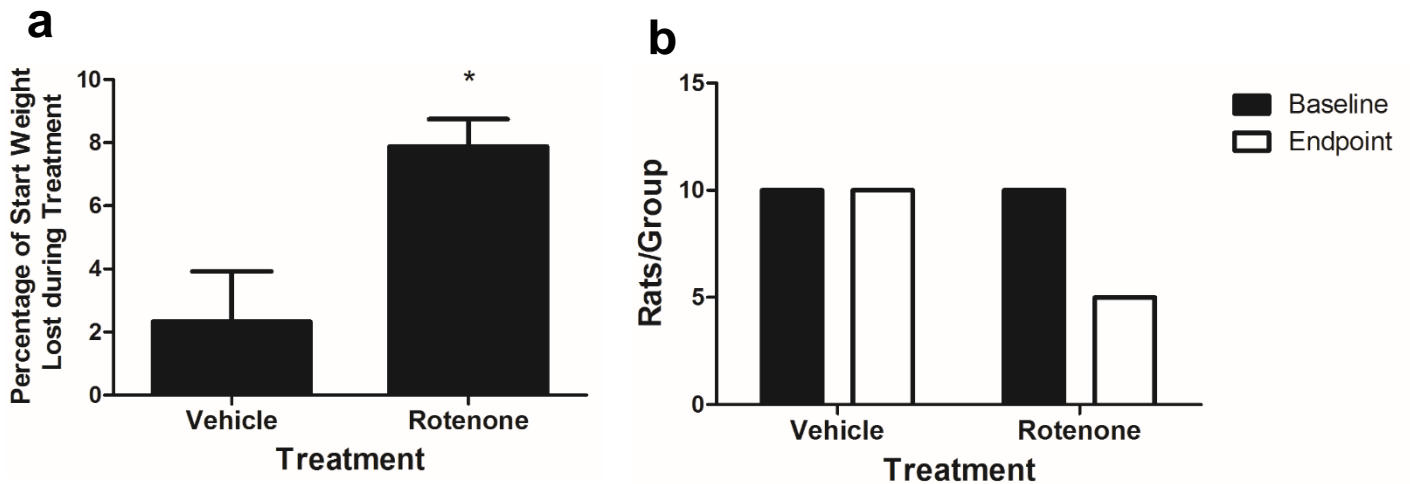 a
Percentage of Start Weight
Lost during Treatment
10
8
6
4
2
0
*
Vehicle
Rotenone
Treatment
b
Rats/Group
15
10
5
0
Vehicle
Rotenone
Treatment
Baseline
Endpoint